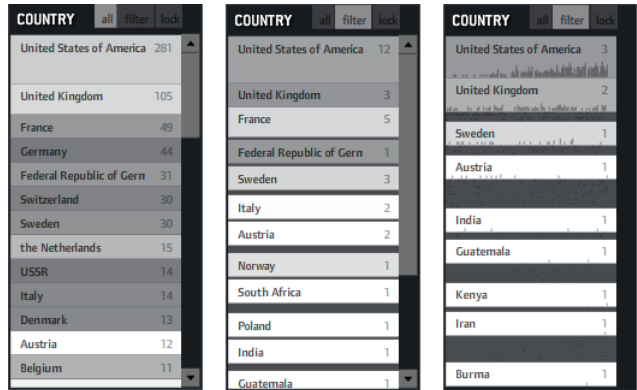 COUNTRY all filter lock
United States of America 281
United Kingdom 105
France 49
Germany 44
Federal Republic of Gern 31
Switzerland 30
Sweden 30
the Netherlands 15
USSR 14
Italy 14
Denmark 13
Austria 12
Belgium 11
COUNTRY all filter lock
United States of America 12
United Kingdom 3
France 5
Federal Republic of Gern 1
Sweden 3
Italy 2
Austria 2
Norway 1
South Africa 1
Poland 1
India 1
Guatemala 1
COUNTRY all filter lock
United States of America 3
United Kingdom 2
Sweden 1
Austria 1
India 1
Guatemala 1
Kenya 1
Iran 1
Burma 1